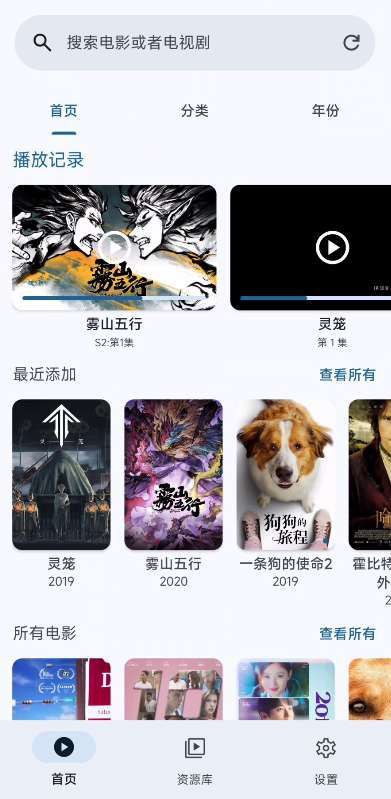 搜索电影或者电视剧
首页
分类
年份
播放记录
雾山五行
雾山五行
S2:第1集
灵笼
第 1 集
最近添加
查看所有
灵 笼
雾山五行
狗狗的
旅程
灵笼
2019
雾山五行
2020
一条狗的使命2
2019
霍比特
外
2
所有电影
查看所有
首页
资源库
设置